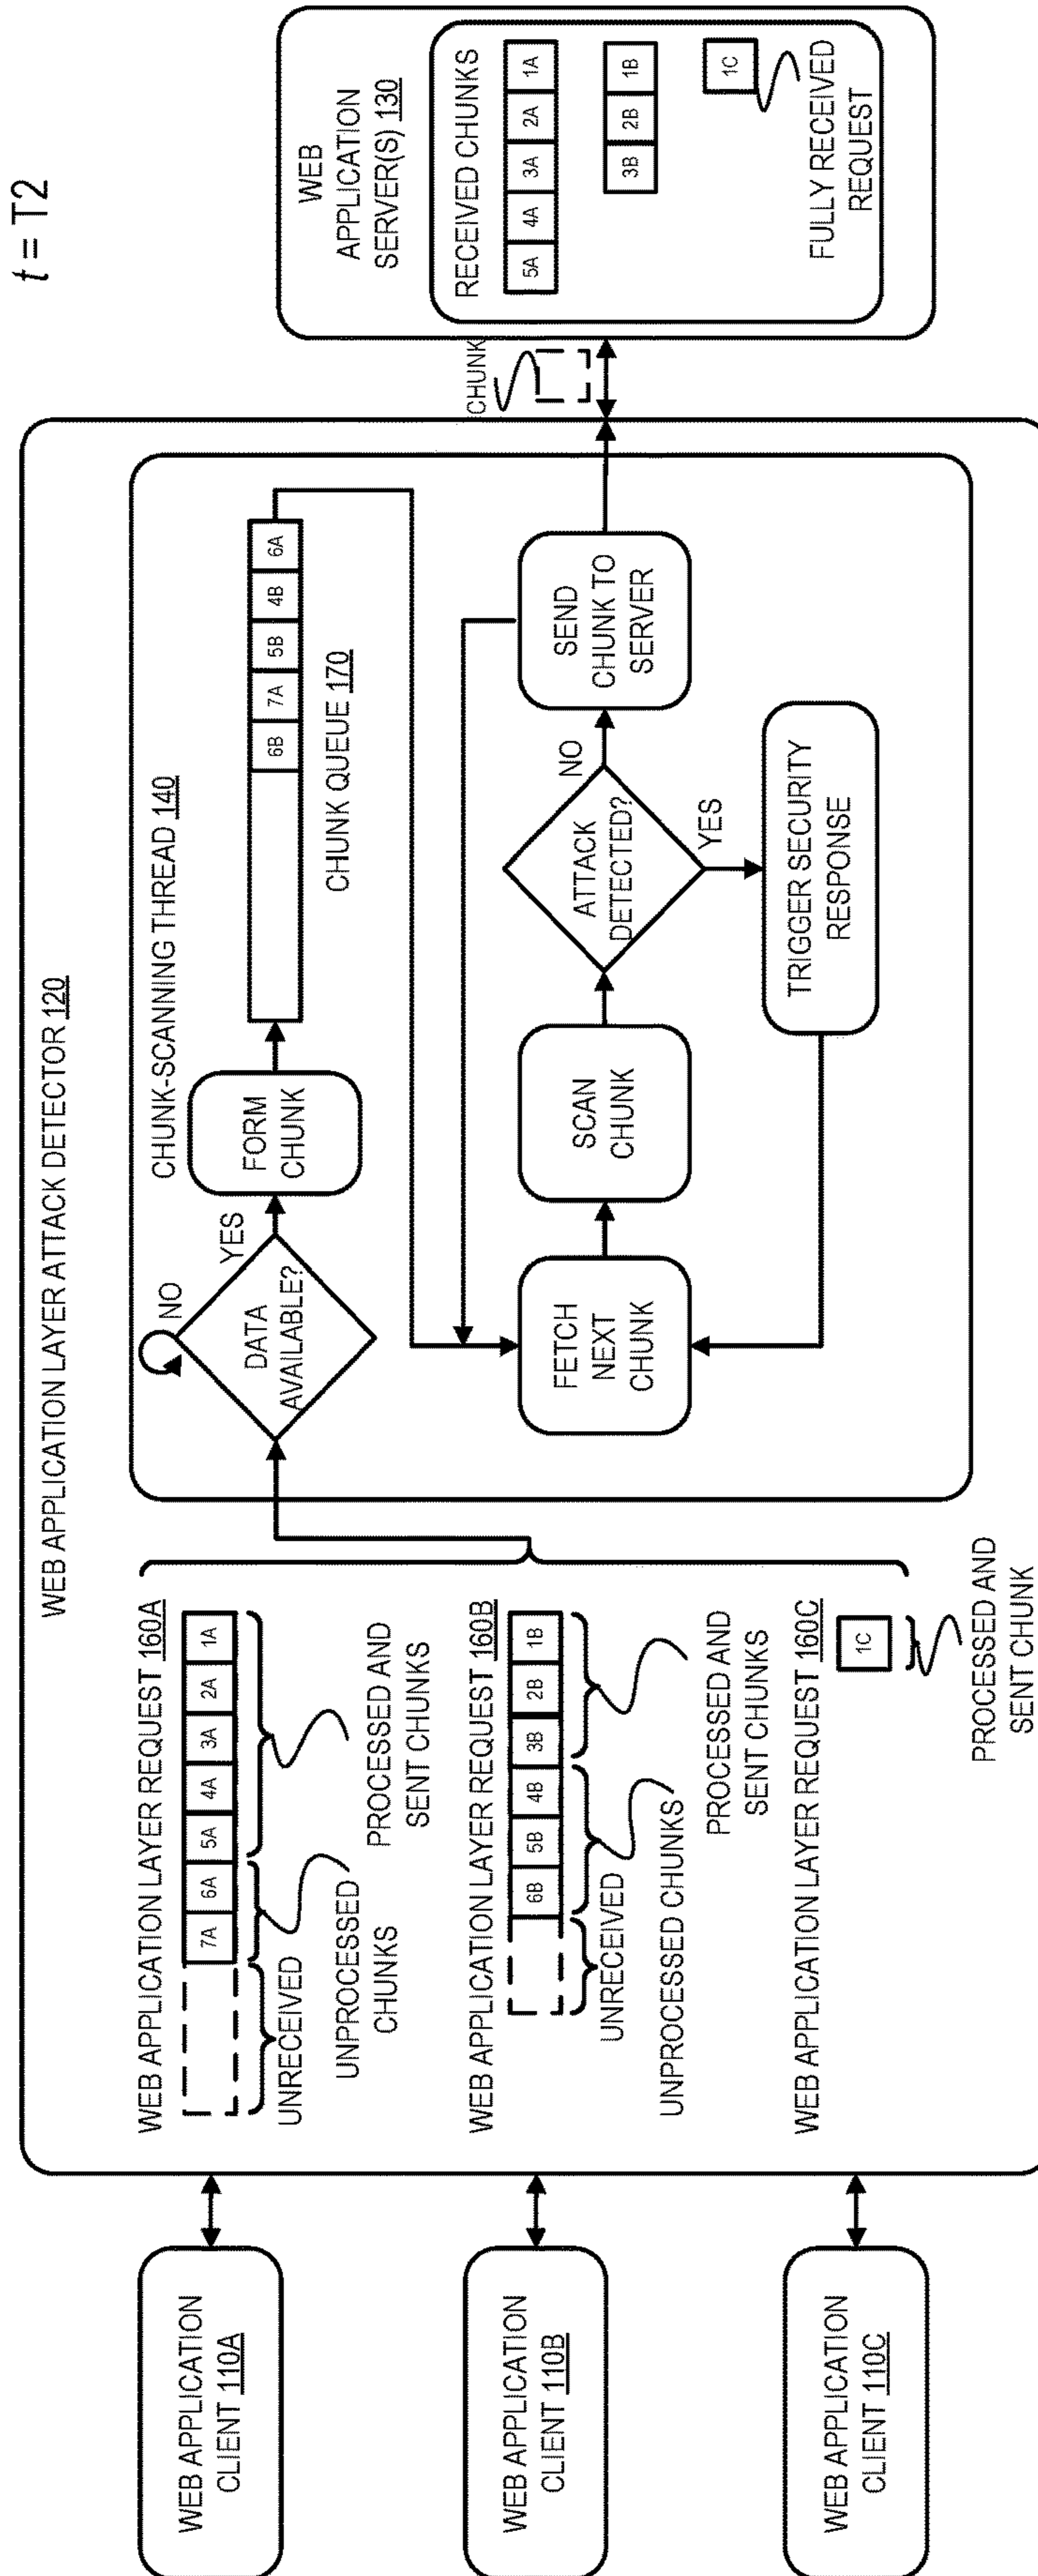 t = T2
WEB APPLICATION LAYER ATTACK DETECTOR 120
WEB APPLICATION
CLIENT 110A
WEB APPLICATION
CLIENT 110B
WEB APPLICATION
CLIENT 110C
WEB APPLICATION LAYER REQUEST 160A
7A 6A 5A 4A 3A 2A 1A
UNRECEIVED
UNPROCESSED
CHUNKS
PROCESSED AND
SENT CHUNKS
WEB APPLICATION LAYER REQUEST 160B
6B 5B 4B 3B 2B 1B
UNRECEIVED
UNPROCESSED CHUNKS
PROCESSED AND
SENT CHUNKS
WEB APPLICATION LAYER REQUEST 160C
1C
PROCESSED AND
SENT CHUNK
CHUNK-SCANNING THREAD 140
DATA
AVAILABLE?
NO
YES
FORM
CHUNK
6B 7A 5B 4B 6A
CHUNK QUEUE 170
FETCH
NEXT
CHUNK
SCAN
CHUNK
ATTACK
DETECTED?
NO
YES
SEND
CHUNK TO
SERVER
TRIGGER SECURITY
RESPONSE
CHUNK
WEB
APPLICATION
SERVER(S) 130
RECEIVED CHUNKS
5A 4A 3A 2A 1A
3B 2B 1B
1C
FULLY RECEIVED
REQUEST